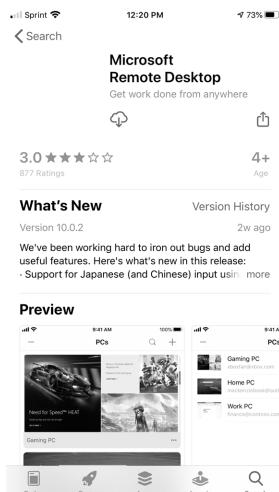 Sprint 12:20 PM 73%
Search
Microsoft
Remote Desktop
Get work done from anywhere
3.0 4+
877 Ratings Age
What's New Version History
Version 10.0.2 2w ago
We've been working hard to iron out bugs and add
useful features. Here's what's new in this release:
· Support for Japanese (and Chinese) input usin more
Preview
9:41 AM 100% 9:41 A
PCs PCs
Need for Speed™ HEAT
Gaming PC
Home PC
Work PC
Gaming PC